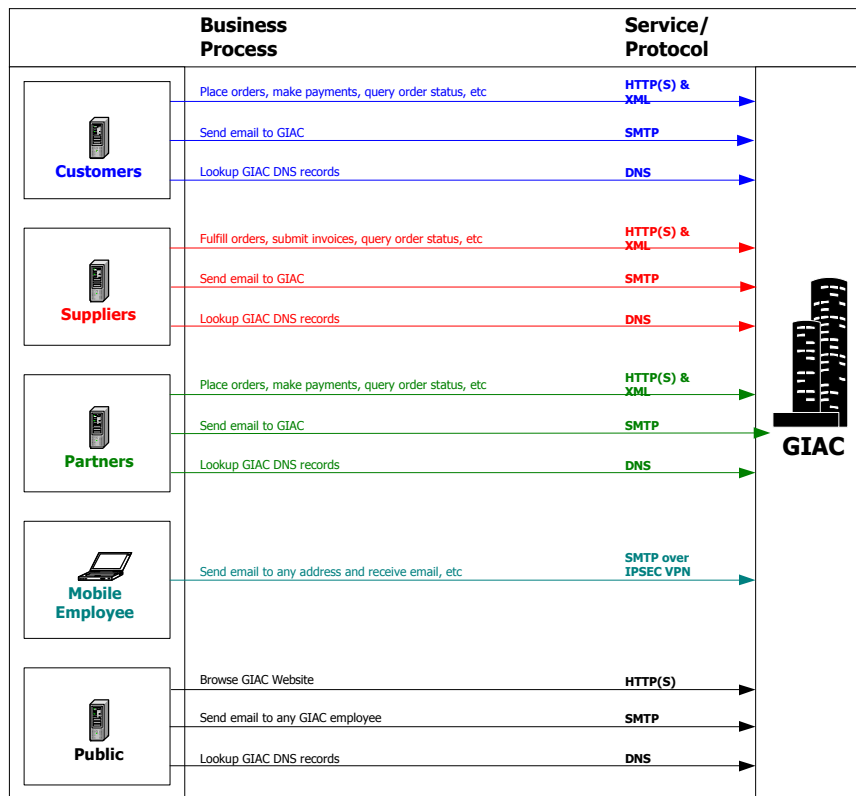 Business Process
Service/ Protocol
Place orders, make payments, query order status, etc
HTTP(S) &
XML
Send email to GIAC
SMTP
Customers
Lookup GIAC DNS records
DNS
Fulfill orders, submit invoices, query order status, etc
HTTP(S) &
XML
Send email to GIAC
SMTP
Suppliers
Lookup GIAC DNS records
DNS
Place orders, make payments, query order status, etc
HTTP(S) &
XML
Send email to GIAC
SMTP
GIAC
Partners
Lookup GIAC DNS records
DNS
Send email to any address and receive email, etc
SMTP over
IPSEC VPN
Mobile
Employee
Browse GIAC Website
HTTP(S)
Send email to any GIAC employee
SMTP
Public
Lookup GIAC DNS records
DNS